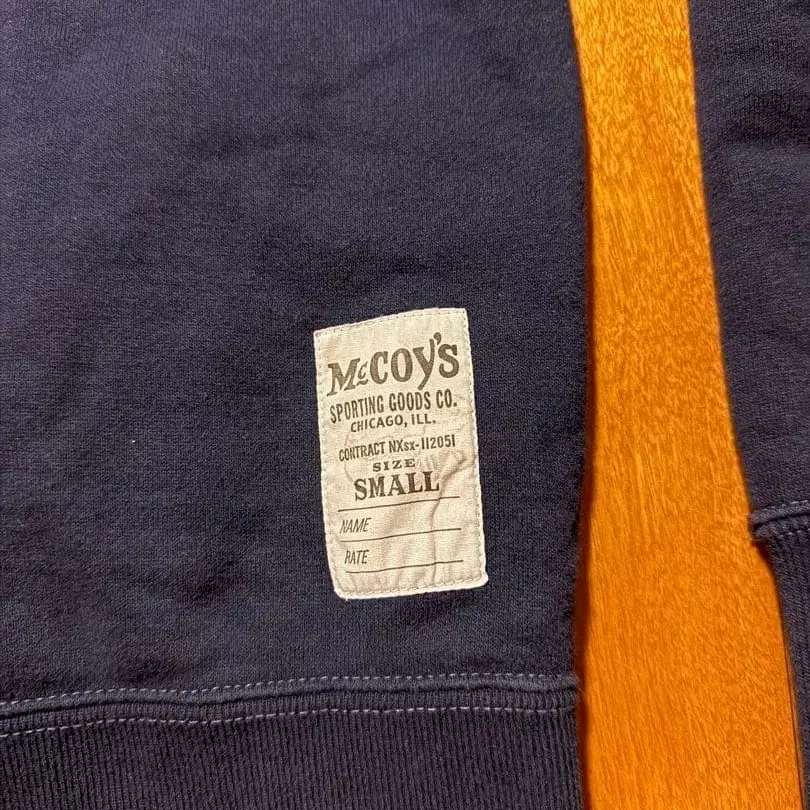 McCOY'S
SPORTING GOODS CO.
CHICAGO, ILL.
CONTRACT NXsx-112051
SIZE
SMALL
NAME
RATE